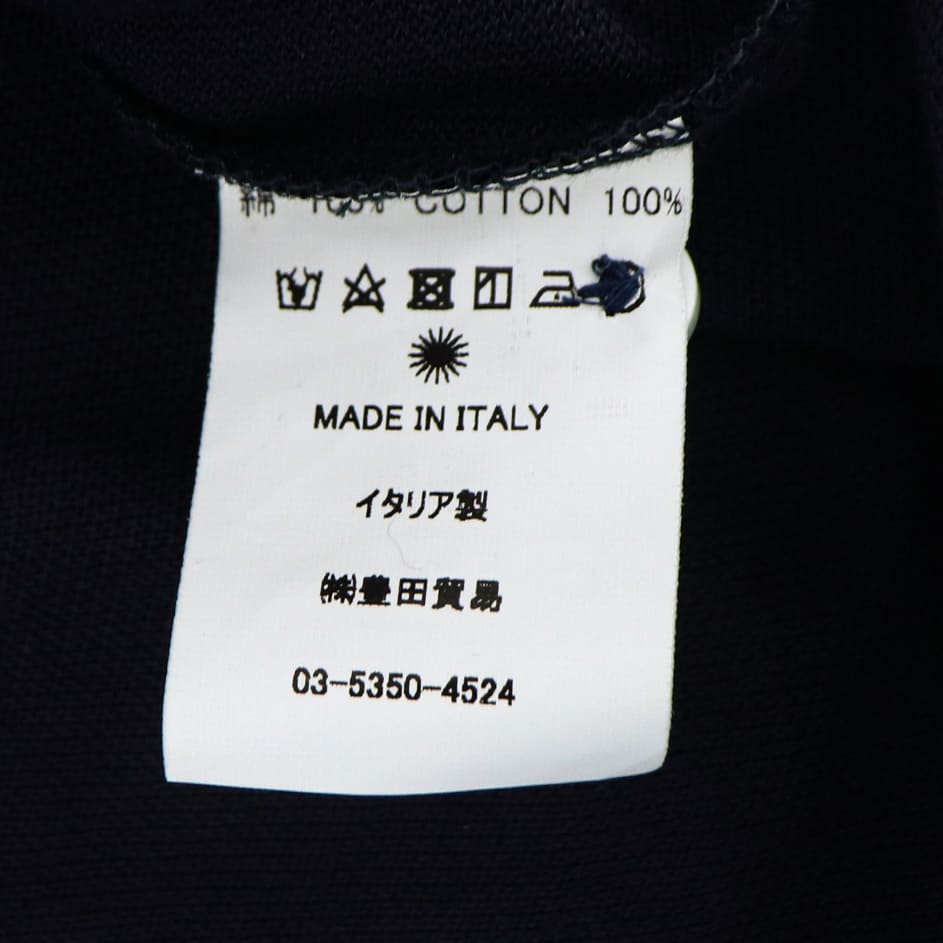 綿 100% COTTON 100%
MADE IN ITALY
イタリア製
㈱豊田貿易
03-5350-4524